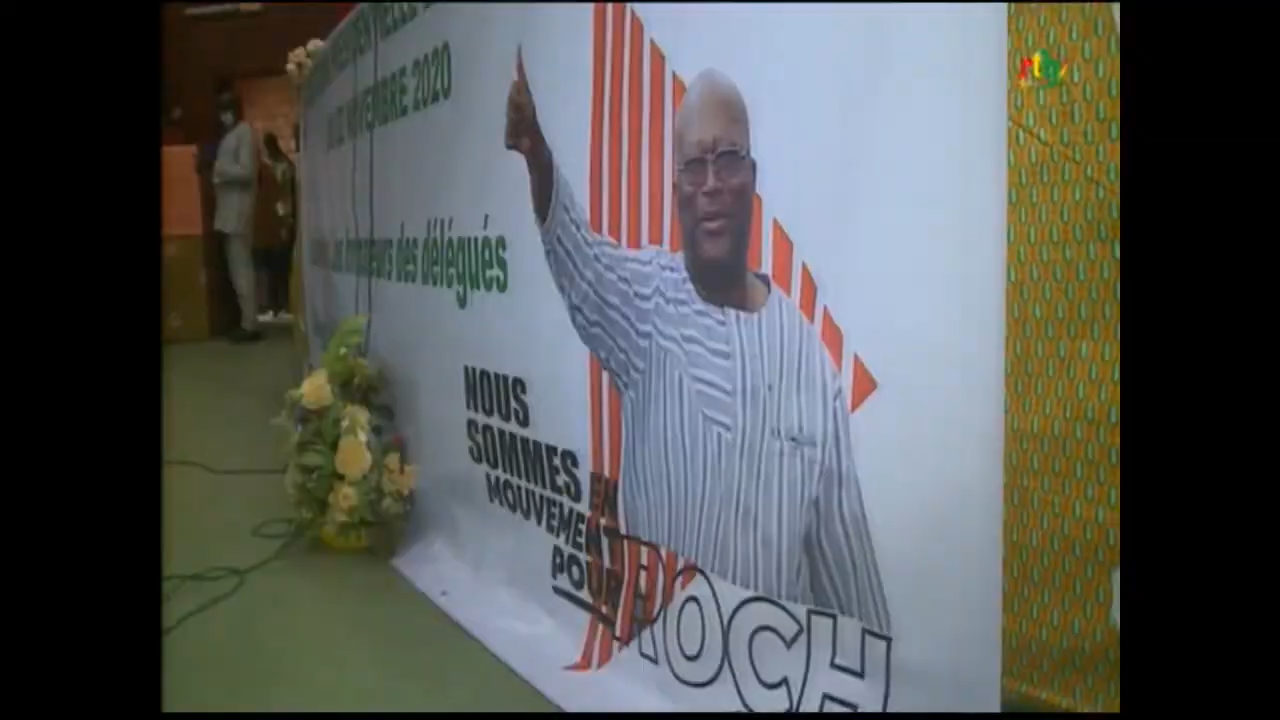 NOVEMBRE 2020
des délégués
NOUS
SOMMES EN
MOUVEMENT
POUR
ROCH
rtb